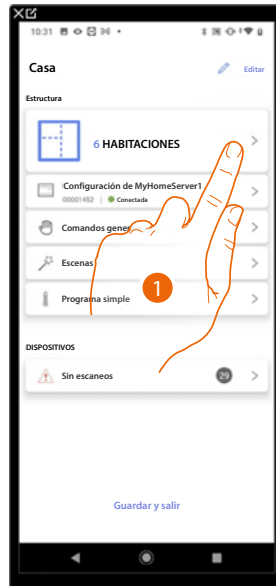 10:31
Casa
Editar
Estructura
6 HABITACIONES
Configuración de MyHomeServer1
00001452 | Conectada
Comandos gener
Escenas
Programa simple
1
DISPOSITIVOS
Sin escaneos
29
Guardar y salir